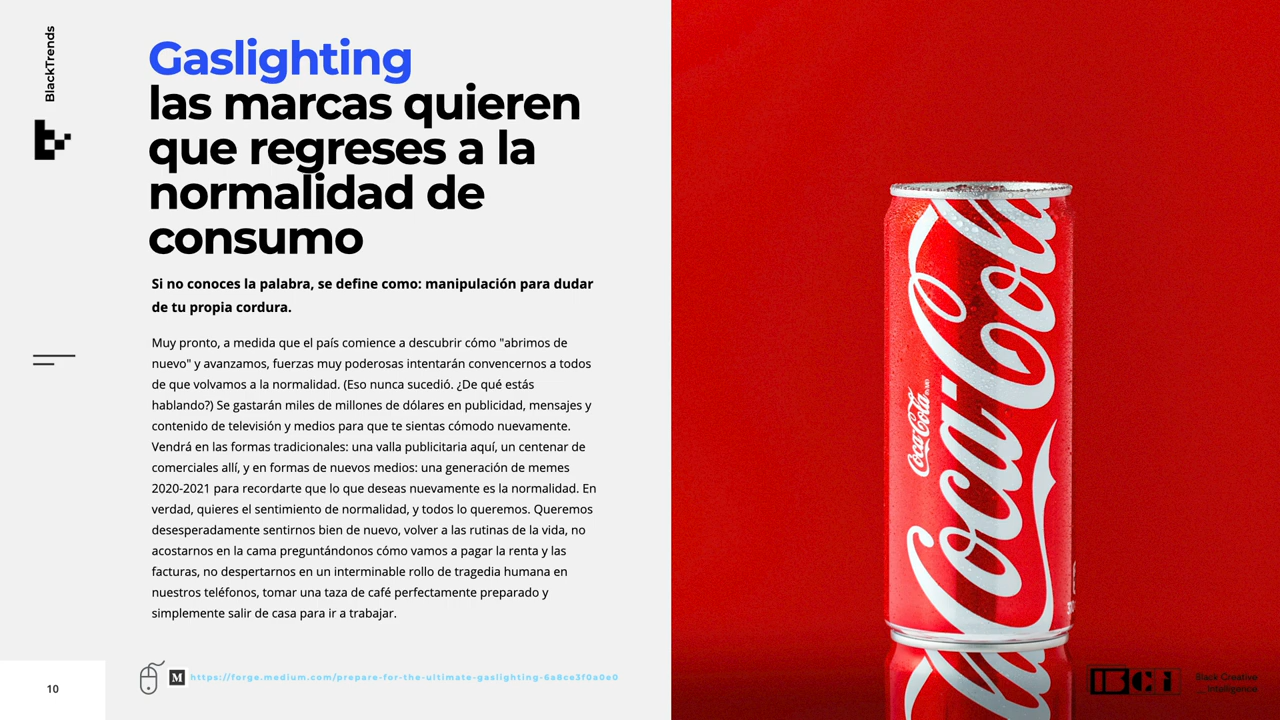 BlackTrends
Gaslighting
las marcas quieren
que regreses a la
normalidad de
consumo
Si no conoces la palabra, se define como: manipulación para dudar
de tu propia cordura.
Muy pronto, a medida que el país comience a descubrir cómo "abrimos de
nuevo" y avanzamos, fuerzas muy poderosas intentarán convencernos a todos
de que volvamos a la normalidad. (Eso nunca sucedió. ¿De qué estás
hablando?) Se gastarán miles de millones de dólares en publicidad, mensajes y
contenido de televisión y medios para que te sientas cómodo nuevamente.
Vendrá en las formas tradicionales: una valla publicitaria aquí, un centenar de
comerciales allí, y en formas de nuevos medios: una generación de memes
2020-2021 para recordarte que lo que deseas nuevamente es la normalidad. En
verdad, quieres el sentimiento de normalidad, y todos lo queremos. Queremos
desesperadamente sentirnos bien de nuevo, volver a las rutinas de la vida, no
acostarnos en la cama preguntándonos cómo vamos a pagar la renta y las
facturas, no despertarnos en un interminable rollo de tragedia humana en
nuestros teléfonos, tomar una taza de café perfectamente preparado y
simplemente salir de casa para ir a trabajar.
10
M
https://forge.medium.com/prepare-for-the-ultimate-gaslighting-6a8ce3f0a0e0
Coca-Cola
Coca-Cola
BCI
Black Creative
__Intelligence